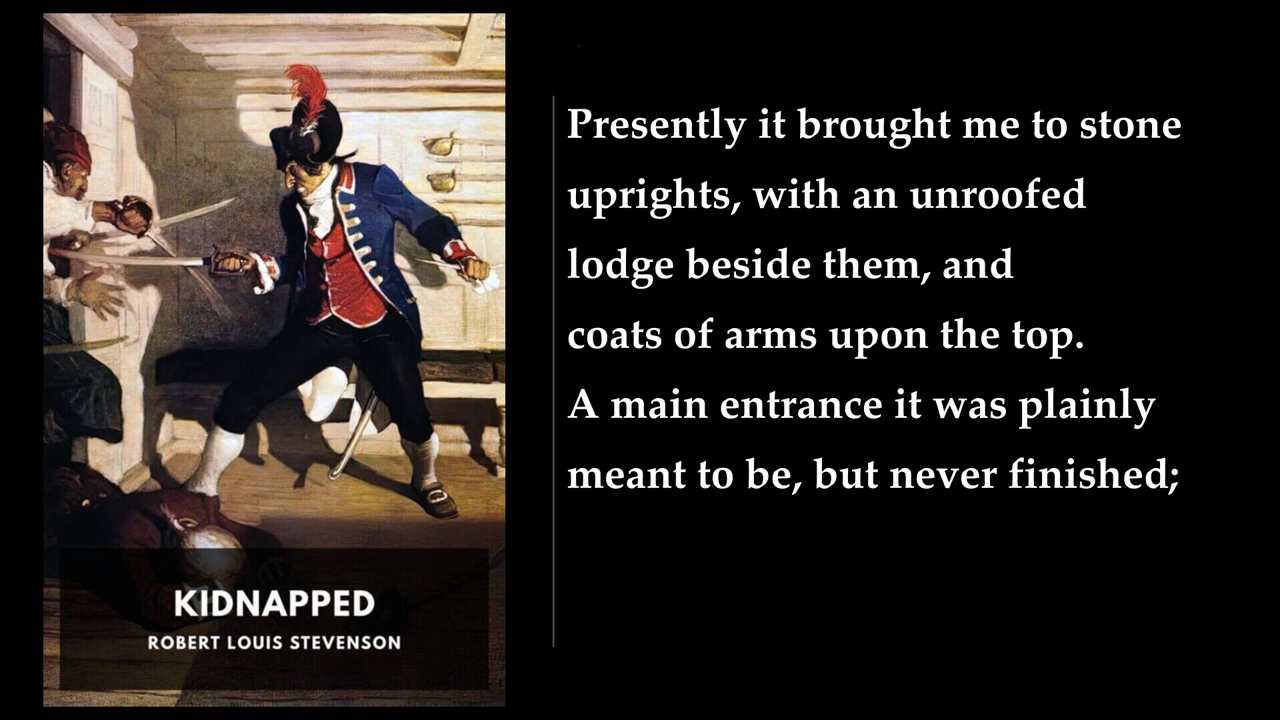 KIDNAPPED
ROBERT LOUIS STEVENSON
Presently it brought me to stone
uprights, with an unroofed
lodge beside them, and
coats of arms upon the top.
A main entrance it was plainly
meant to be, but never finished;